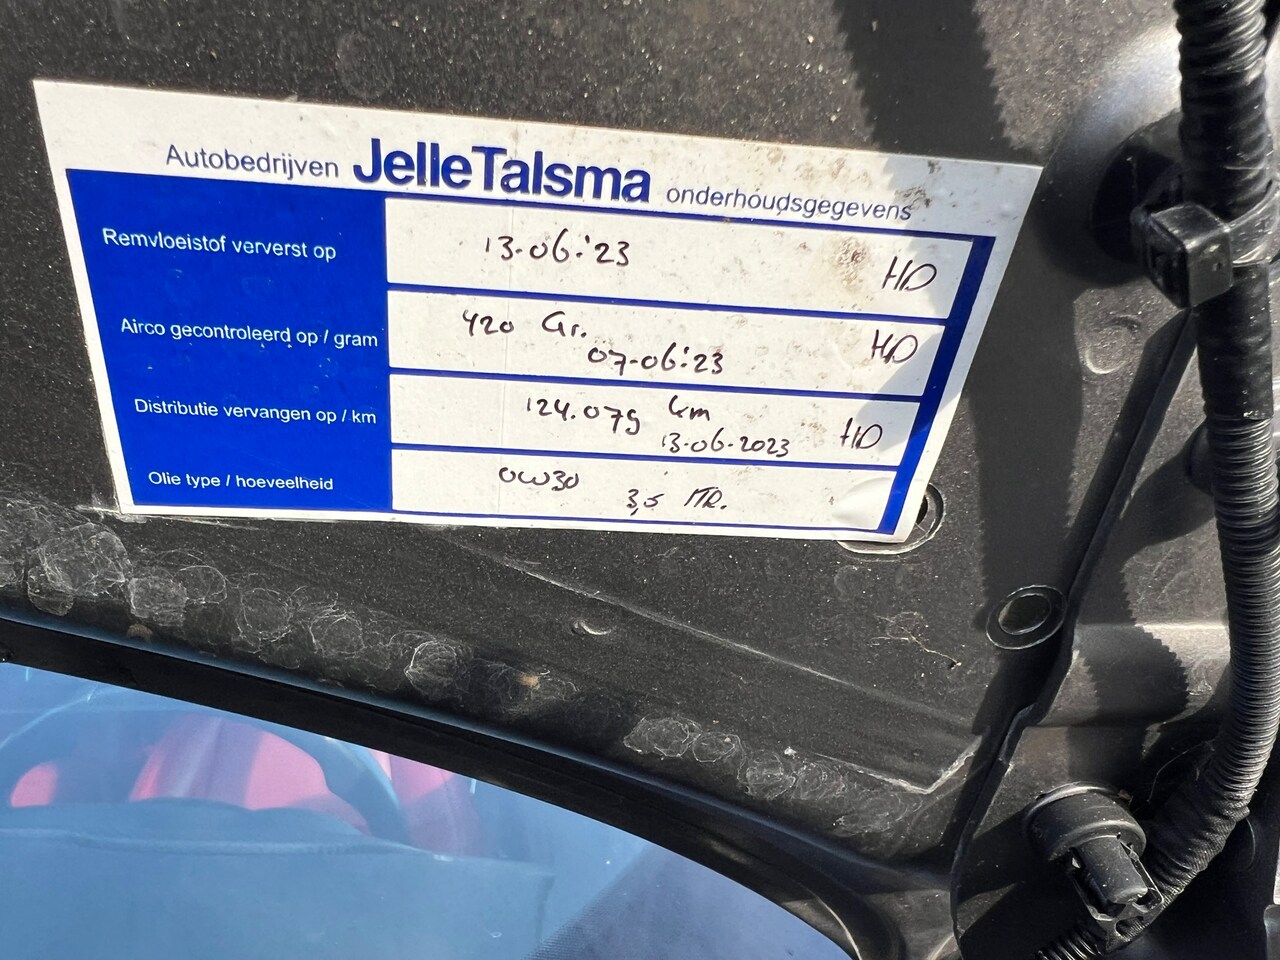 Autobedrijven JelleTalsma onderhoudsgegevens
Remvloeistof ververst op 13-06-'23 HD
Airco gecontroleerd op / gram 420 Gr. HD
07-06-'23
Distributie vervangen op / km 124.079 km HD
13-06-2023
Olie type / hoeveelheid 0W30
3,5 LTR.